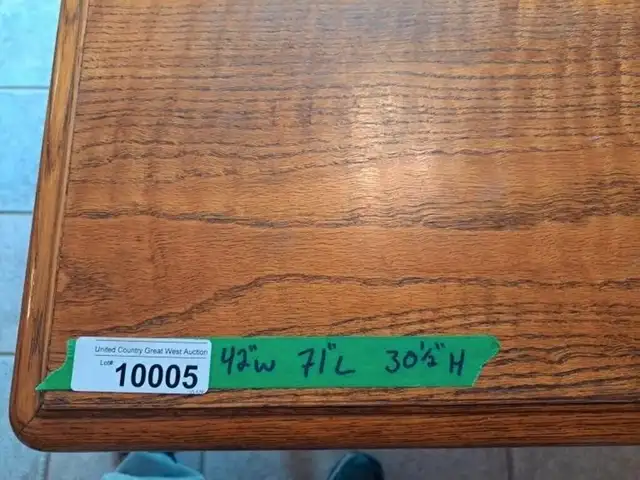 United Country Great West Auction
Lot# 10005
42"W 71"L 30½"H